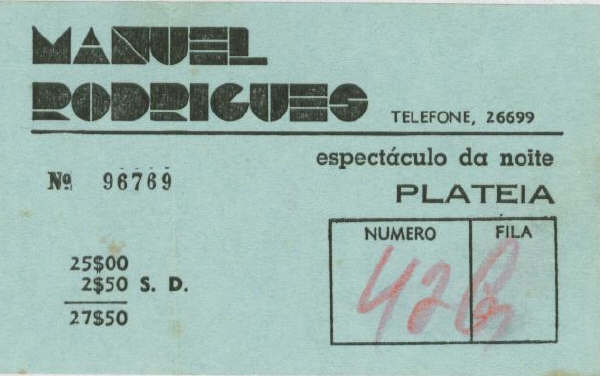 MANUEL
RODRIGUES
TELEFONE, 26699
espectáculo da noite
Nº 96769
PLATEIA
NUMERO FILA
42
25$00
2$50 S. D.
27$50